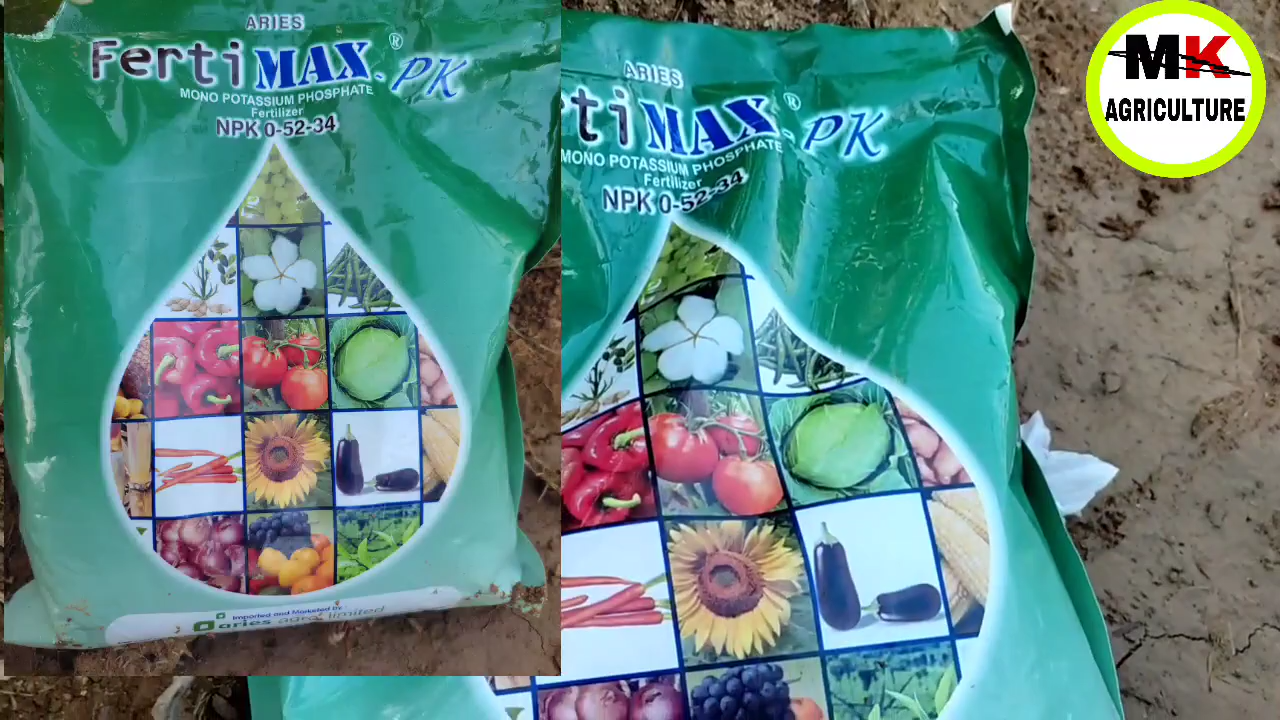 ARIES
FertiMAX®-PK
MONO POTASSIUM PHOSPHATE
Fertilizer
NPK 0-52-34
Imported and Marketed by :
aries agro limited
ARIES
tiMAX®-PK
MONO POTASSIUM PHOSPHATE
Fertilizer
NPK 0-52-34
MK
AGRICULTURE